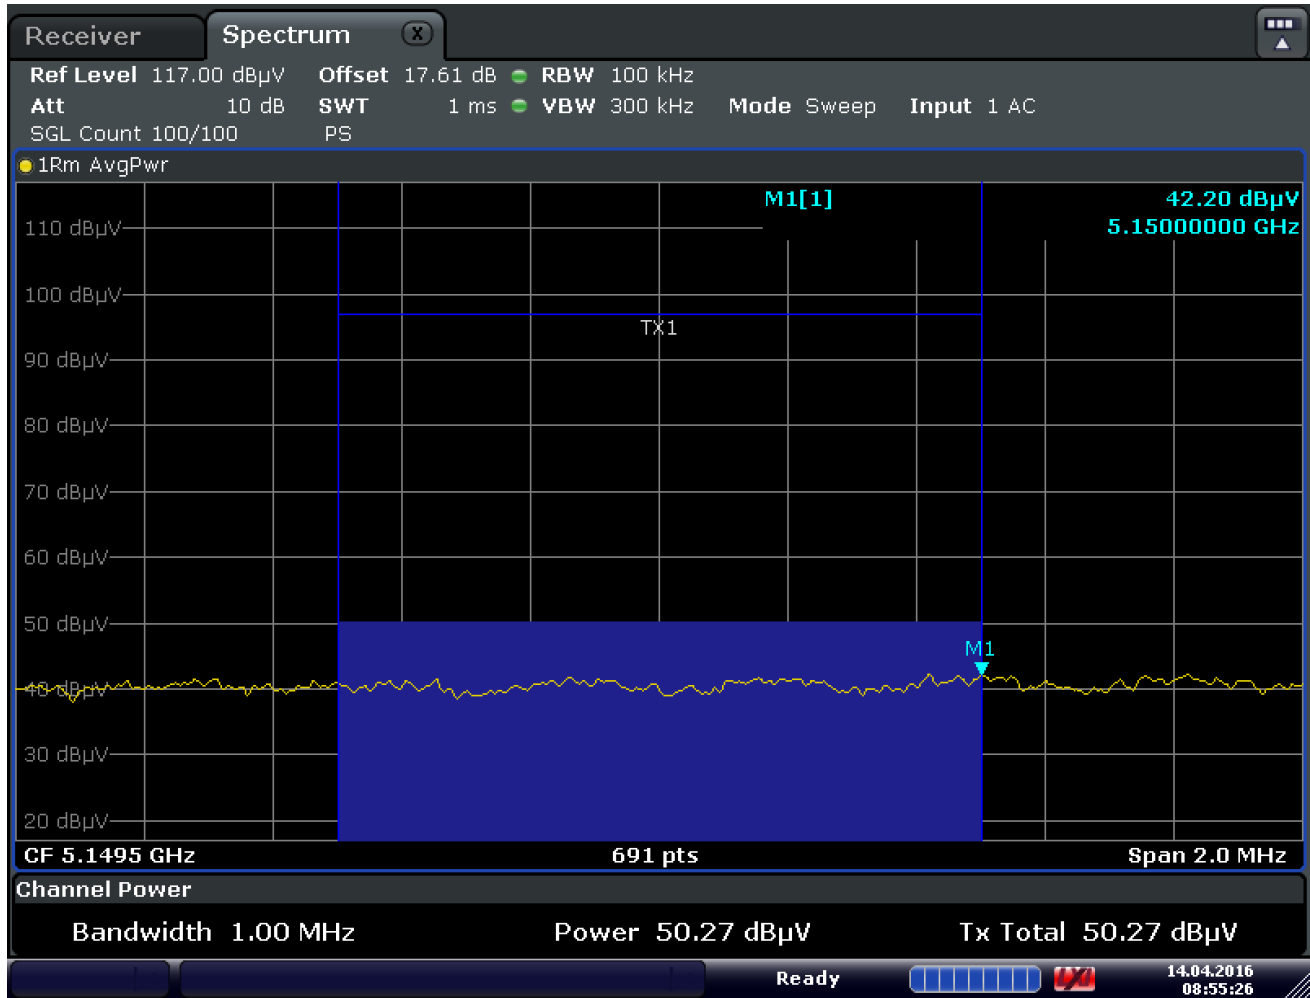 Receiver Spectrum X
Ref Level 117.00 dBµV Offset 17.61 dB RBW 100 kHz
Att 10 dB SWT 1 ms VBW 300 kHz Mode Sweep Input 1 AC
SGL Count 100/100 PS
1Rm AvgPwr
M1[1] 42.20 dBµV
5.15000000 GHz
110 dBµV
100 dBµV
TX1
90 dBµV
80 dBµV
70 dBµV
60 dBµV
50 dBµV
M1
40 dBµV
30 dBµV
20 dBµV
CF 5.1495 GHz 691 pts Span 2.0 MHz
Channel Power
Bandwidth 1.00 MHz Power 50.27 dBµV Tx Total 50.27 dBµV
Ready 14.04.2016
08:55:26